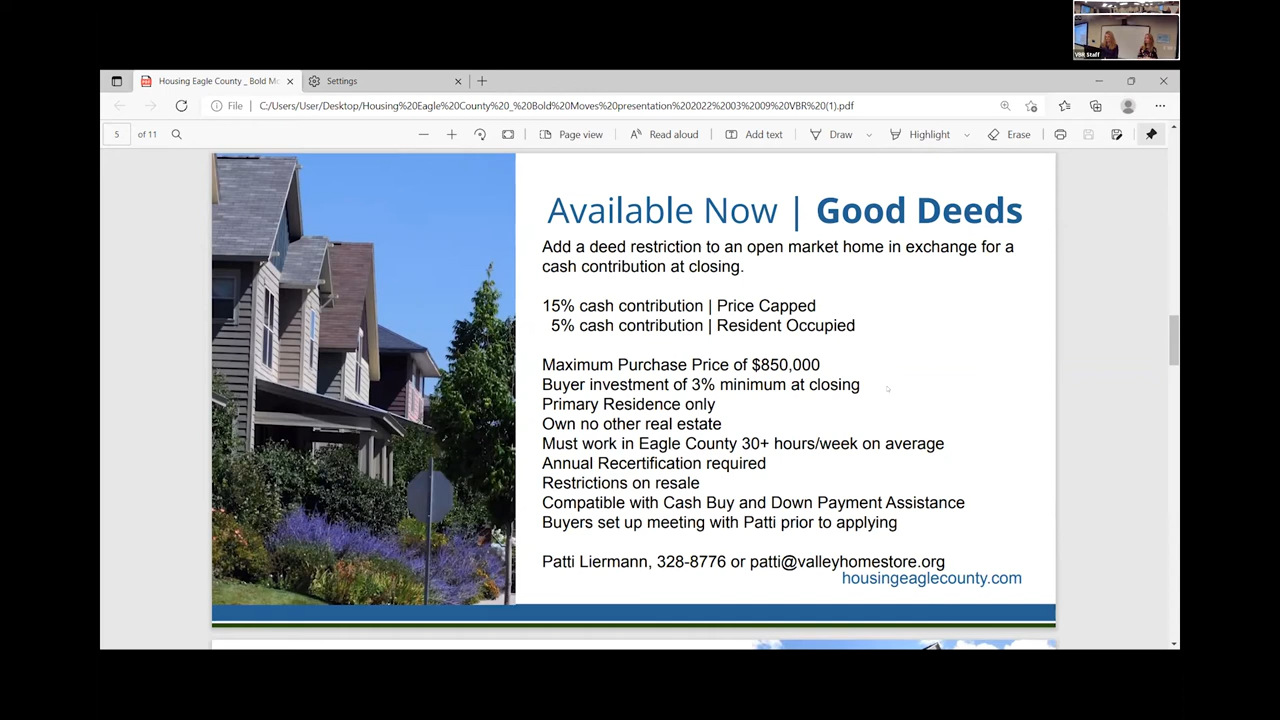 VBR Staff
Housing Eagle County _ Bold Mo
Settings
File
C:/Users/User/Desktop/Housing%20Eagle%20County%20_%20Bold%20Moves%20presentation%202022%2003%2009%20VBR%20(1).pdf
5 of 11
Page view
Read aloud
Add text
Draw
Highlight
Erase
Available Now | Good Deeds
Add a deed restriction to an open market home in exchange for a
cash contribution at closing.
15% cash contribution | Price Capped
5% cash contribution | Resident Occupied
Maximum Purchase Price of $850,000
Buyer investment of 3% minimum at closing
Primary Residence only
Own no other real estate
Must work in Eagle County 30+ hours/week on average
Annual Recertification required
Restrictions on resale
Compatible with Cash Buy and Down Payment Assistance
Buyers set up meeting with Patti prior to applying
Patti Liermann, 328-8776 or patti@valleyhomestore.org
housingeaglecounty.com